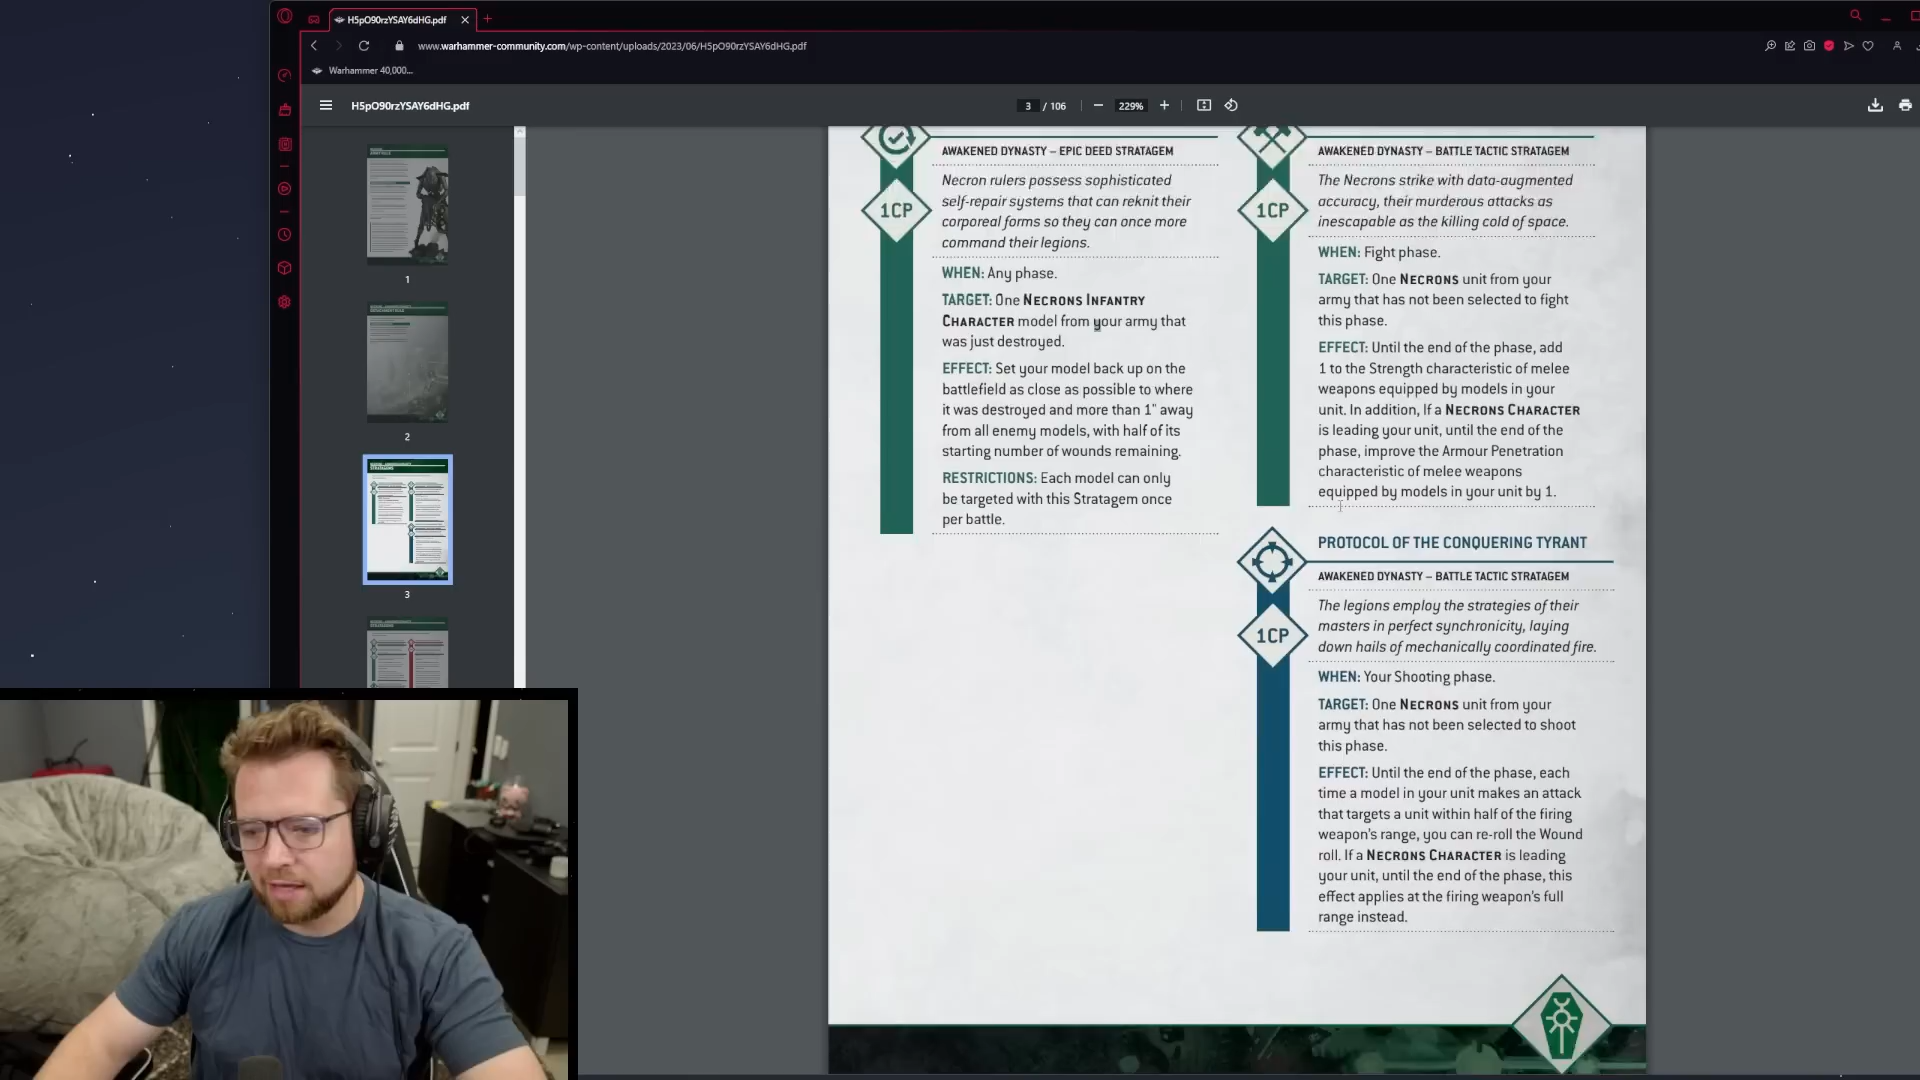 H5pO90rzYSAY6dHG.pdf
www.warhammer-community.com/wp-content/uploads/2023/06/H5pO90rzYSAY6dHG.pdf
Warhammer 40,000...
H5pO90rzYSAY6dHG.pdf
3 / 106
229%
1
2
3
AWAKENED DYNASTY – EPIC DEED STRATAGEM
1CP
Necron rulers possess sophisticated
self-repair systems that can reknit their
corporeal forms so they can once more
command their legions.
WHEN: Any phase.
TARGET: One NECRONS INFANTRY
CHARACTER model from your army that
was just destroyed.
EFFECT: Set your model back up on the
battlefield as close as possible to where
it was destroyed and more than 1" away
from all enemy models, with half of its
starting number of wounds remaining.
RESTRICTIONS: Each model can only
be targeted with this Stratagem once
per battle.
AWAKENED DYNASTY – BATTLE TACTIC STRATAGEM
1CP
The Necrons strike with data-augmented
accuracy, their murderous attacks as
inescapable as the killing cold of space.
WHEN: Fight phase.
TARGET: One NECRONS unit from your
army that has not been selected to fight
this phase.
EFFECT: Until the end of the phase, add
1 to the Strength characteristic of melee
weapons equipped by models in your
unit. In addition, If a NECRONS CHARACTER
is leading your unit, until the end of the
phase, improve the Armour Penetration
characteristic of melee weapons
equipped by models in your unit by 1.
PROTOCOL OF THE CONQUERING TYRANT
AWAKENED DYNASTY – BATTLE TACTIC STRATAGEM
1CP
The legions employ the strategies of their
masters in perfect synchronicity, laying
down hails of mechanically coordinated fire.
WHEN: Your Shooting phase.
TARGET: One NECRONS unit from your
army that has not been selected to shoot
this phase.
EFFECT: Until the end of the phase, each
time a model in your unit makes an attack
that targets a unit within half of the firing
weapon's range, you can re-roll the Wound
roll. If a NECRONS CHARACTER is leading
your unit, until the end of the phase, this
effect applies at the firing weapon's full
range instead.